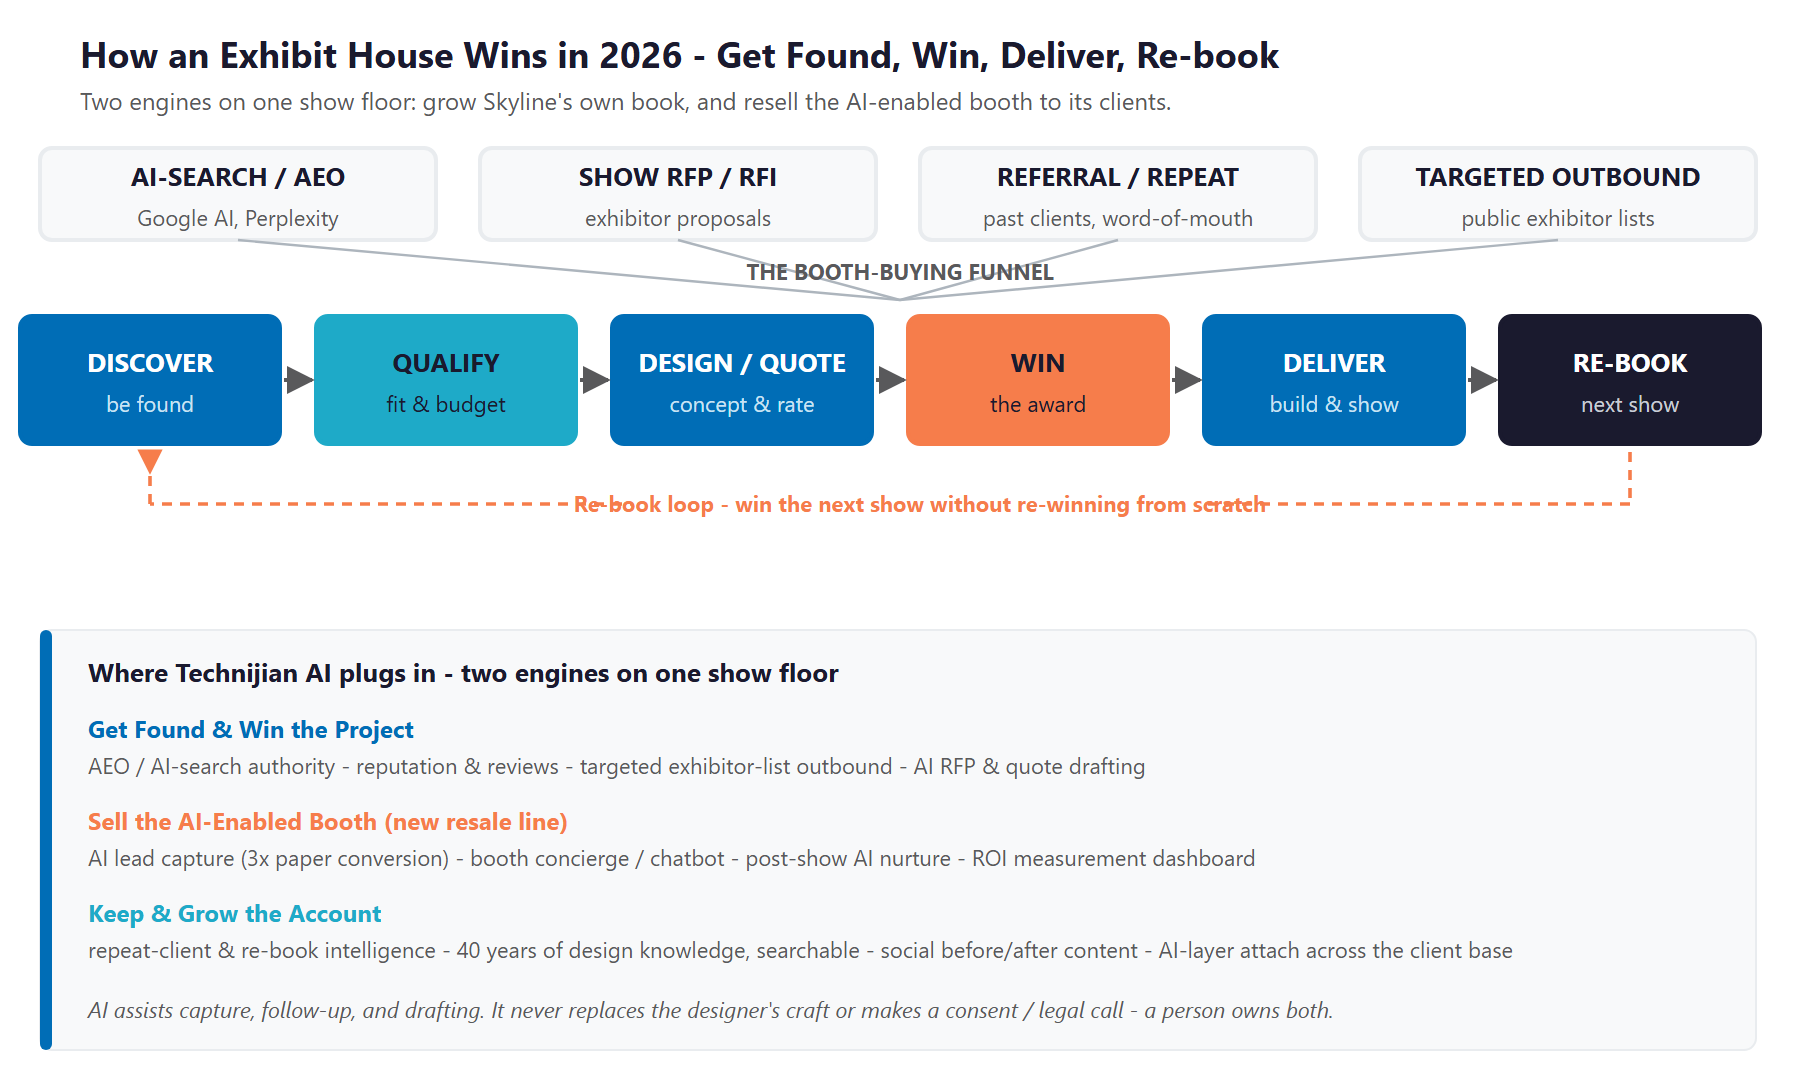 How an Exhibit House Wins in 2026 - Get Found, Win, Deliver, Re-book
Two engines on one show floor: grow Skyline's own book, and resell the AI-enabled booth to its clients.
AI-SEARCH / AEO
Google AI, Perplexity
SHOW RFP / RFI
exhibitor proposals
REFERRAL / REPEAT
past clients, word-of-mouth
TARGETED OUTBOUND
public exhibitor lists
THE BOOTH-BUYING FUNNEL
DISCOVER
be found
QUALIFY
fit & budget
DESIGN / QUOTE
concept & rate
WIN
the award
DELIVER
build & show
RE-BOOK
next show
Re-book loop - win the next show without re-winning from scratch
Where Technijian AI plugs in - two engines on one show floor
Get Found & Win the Project
AEO / AI-search authority - reputation & reviews - targeted exhibitor-list outbound - AI RFP & quote drafting
Sell the AI-Enabled Booth (new resale line)
AI lead capture (3x paper conversion) - booth concierge / chatbot - post-show AI nurture - ROI measurement dashboard
Keep & Grow the Account
repeat-client & re-book intelligence - 40 years of design knowledge, searchable - social before/after content - AI-layer attach across the client base
AI assists capture, follow-up, and drafting. It never replaces the designer's craft or makes a consent / legal call - a person owns both.